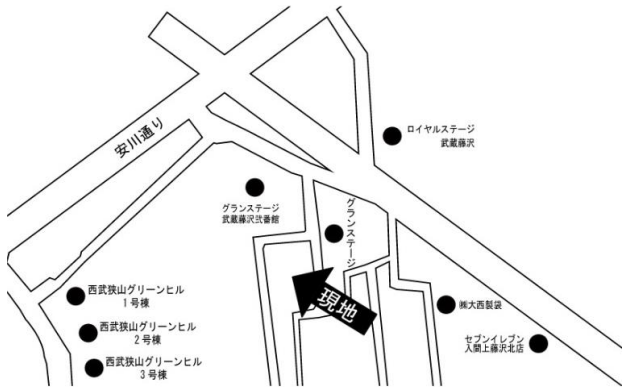 安川通り
ロイヤルステージ
武蔵藤沢
グランステージ
武蔵藤沢弐番館
グランステージ
現地
西武狭山グリーンヒル
1号棟
西武狭山グリーンヒル
2号棟
西武狭山グリーンヒル
3号棟
㈱大西製袋
セブンイレブン
入間上藤沢北店